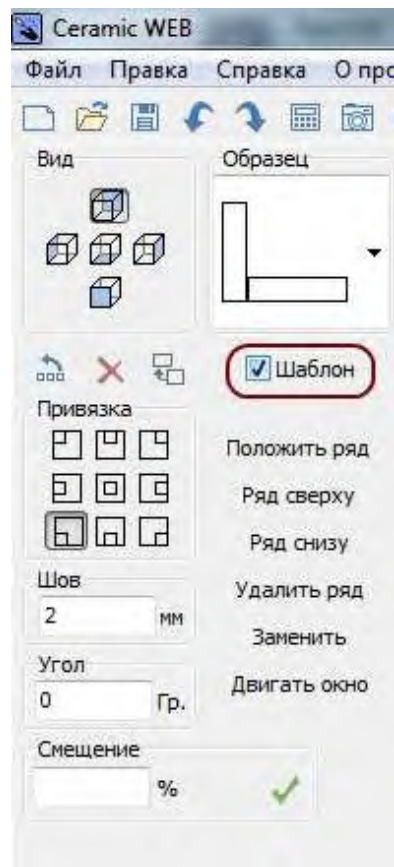 Ceramic WEB
Файл Правка Справка О про
Вид Образец
Шаблон
Привязка
Положить ряд
Ряд сверху
Ряд снизу
Шов
2 мм
Удалить ряд
Заменить
Угол
0 Гр.
Двигать окно
Смещение
%